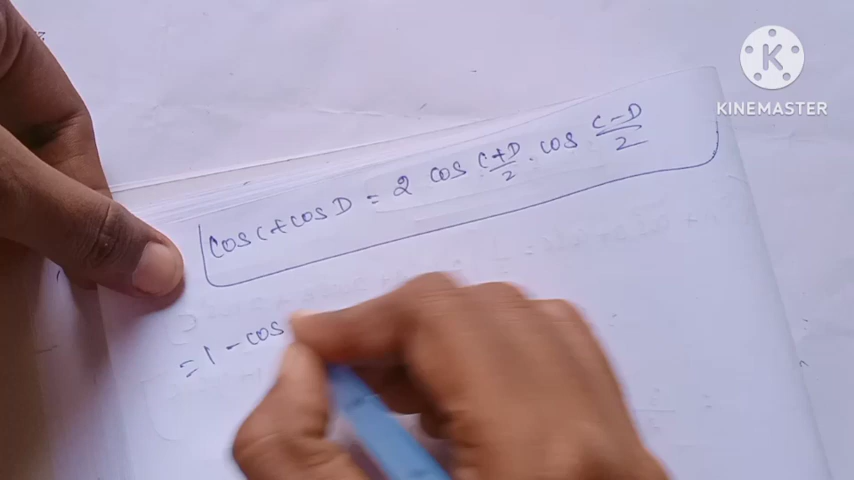 K
KINEMASTER
cos C + cos D = 2 cos C+D/2 . cos C-D/2
= 1 - cos